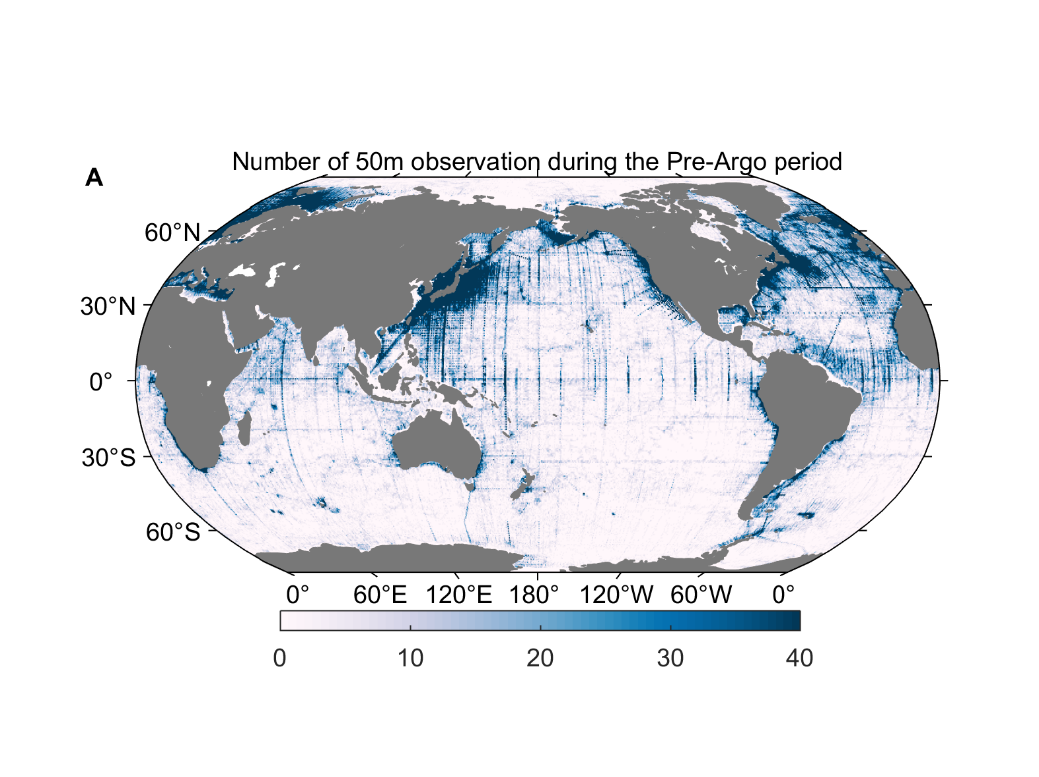 A
Number of 50m observation during the Pre-Argo period
60°N
30°N
0°
30°S
60°S
0° 60°E 120°E 180° 120°W 60°W 0°
0 10 20 30 40